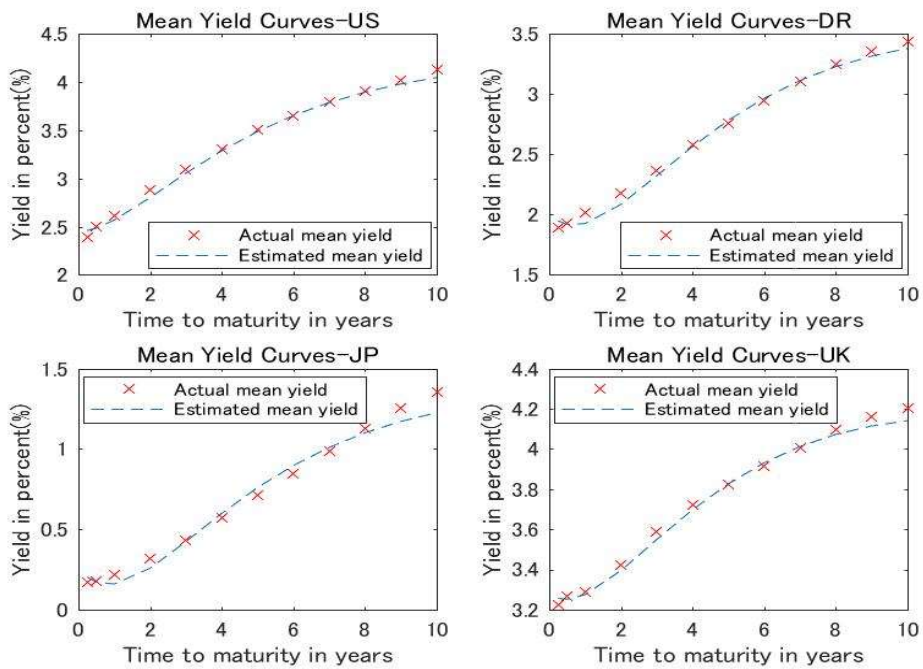 Mean Yield Curves-US
Yield in percent(%)
4.5
4
3.5
3
2.5
2
Actual mean yield
Estimated mean yield
0 2 4 6 8 10
Time to maturity in years
Mean Yield Curves-DR
Yield in percent(%)
3.5
3
2.5
2
1.5
Actual mean yield
Estimated mean yield
0 2 4 6 8 10
Time to maturity in years
Mean Yield Curves-JP
Yield in percent(%)
1.5
1
0.5
0
Actual mean yield
Estimated mean yield
0 2 4 6 8 10
Time to maturity in years
Mean Yield Curves-UK
Yield in percent(%)
4.4
4.2
4
3.8
3.6
3.4
3.2
Actual mean yield
Estimated mean yield
0 2 4 6 8 10
Time to maturity in years